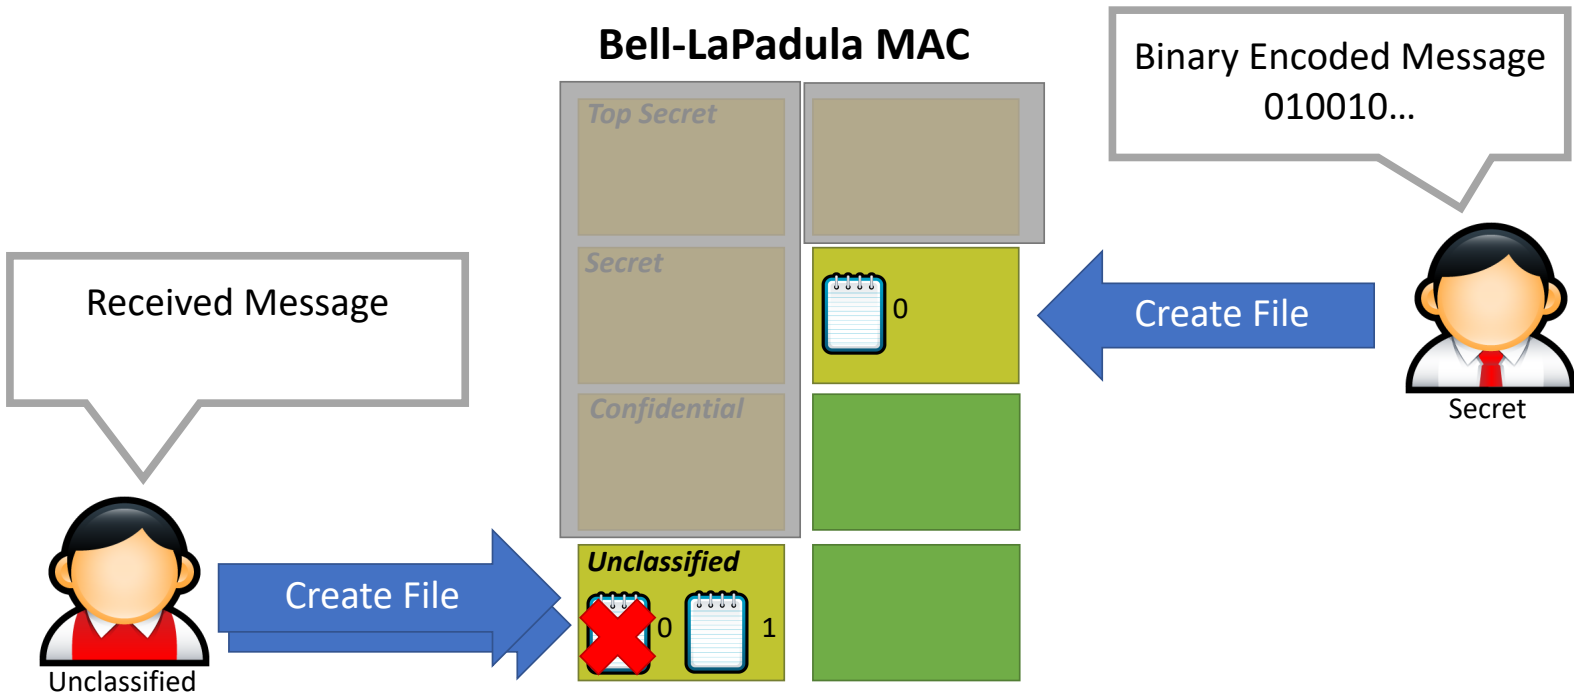 Bell-LaPadula MAC
Binary Encoded Message
010010...
Top Secret
Secret
0
Create File
Received Message
Secret
Confidential
Unclassified
Create File
0
1
Unclassified